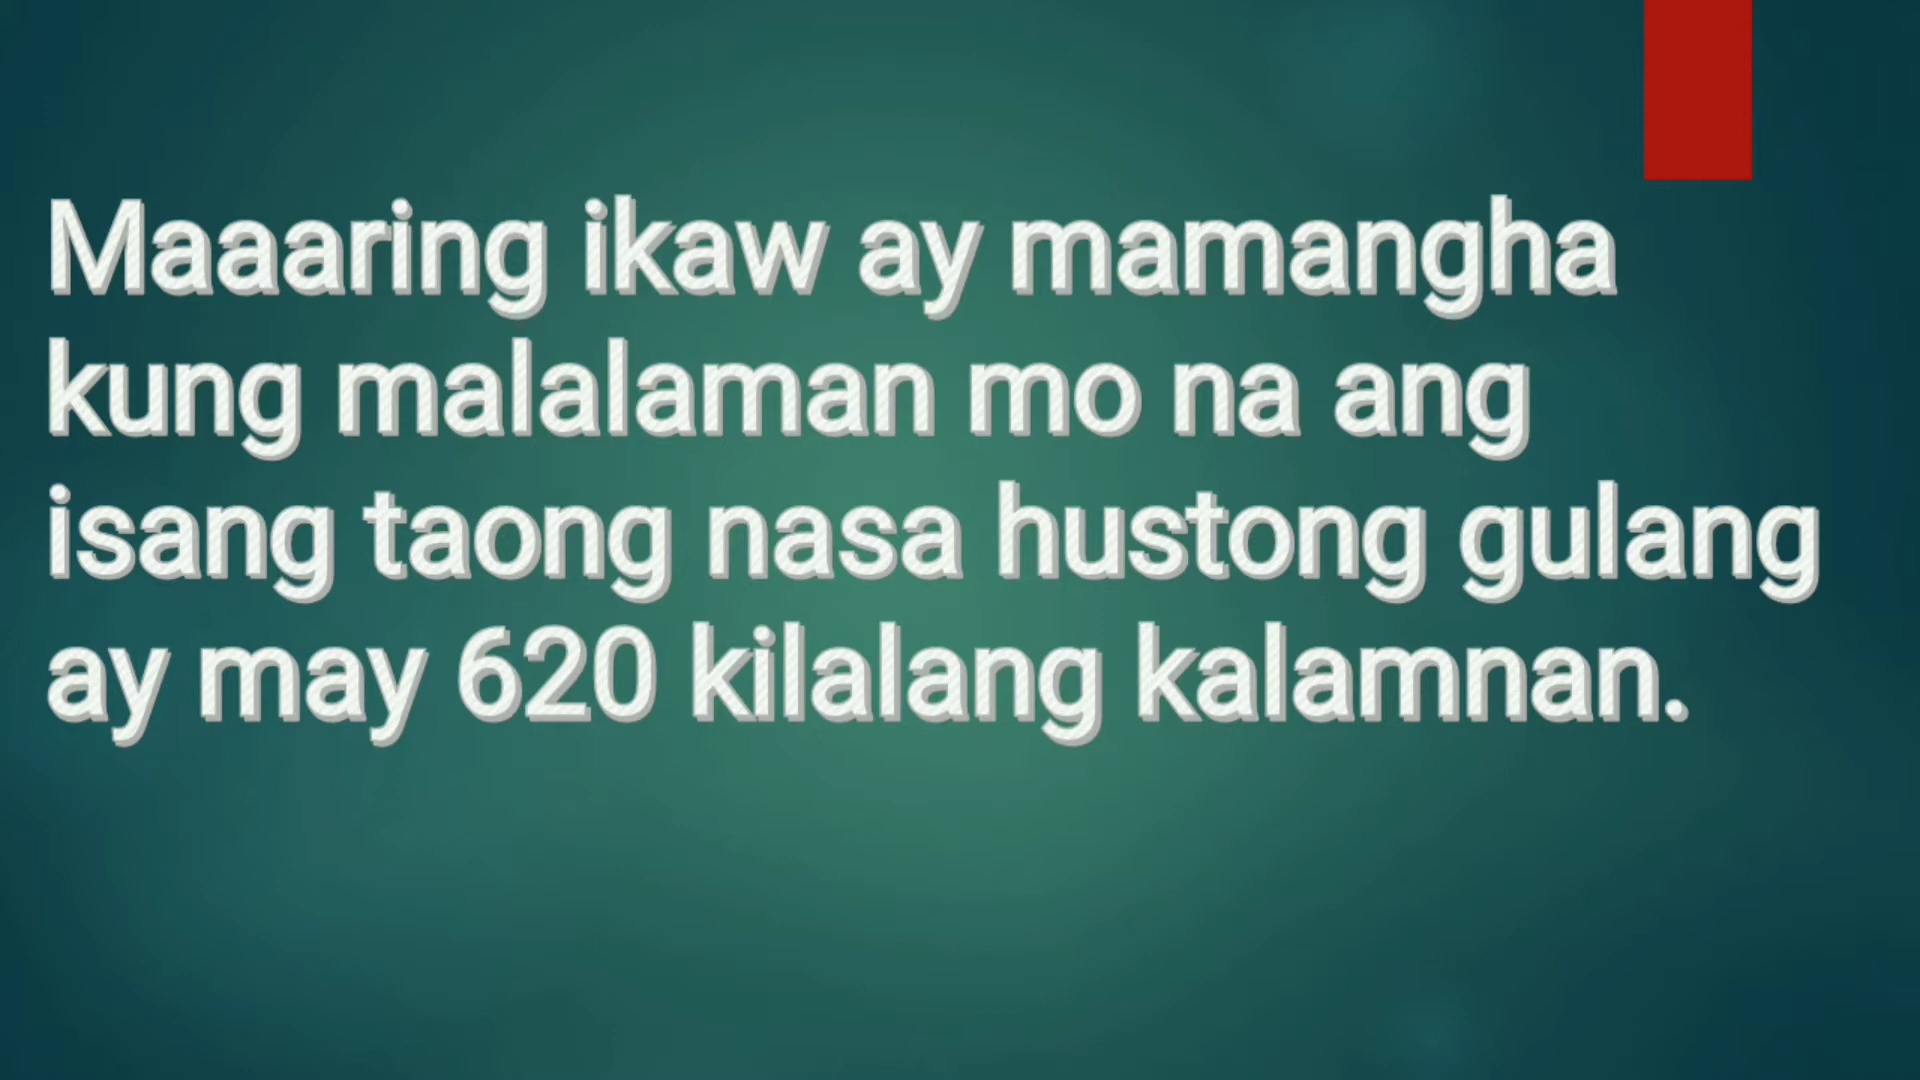 Maaaring ikaw ay mamangha
kung malalaman mo na ang
isang taong nasa hustong gulang
ay may 620 kilalang kalamnan.